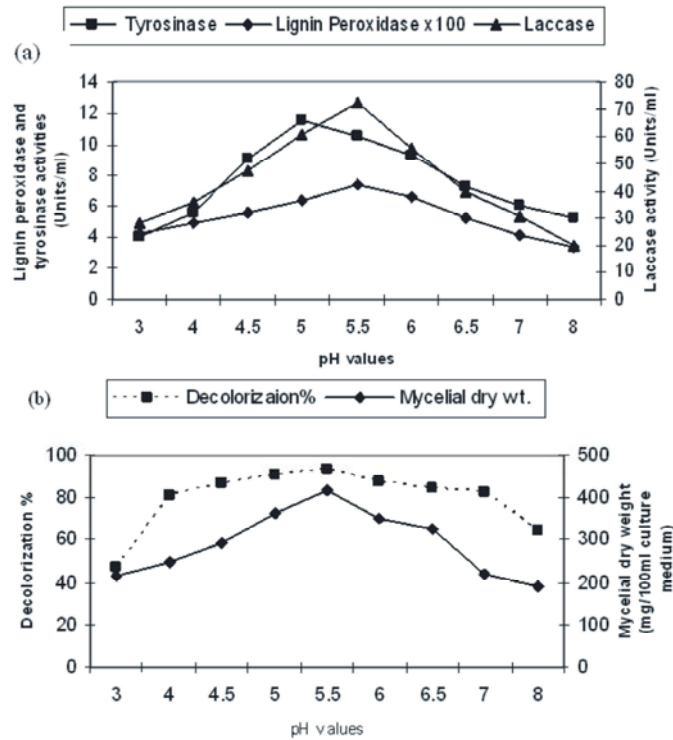 Tyrosinase Lignin Peroxidase x100 Laccase
(a)
Lignin peroxidase and
tyrosinase activities
(Units/ml)
14
12
10
8
6
4
2
0
80
70
60
50
40
30
20
10
0
Laccase activity (Units/ml)
3 4 4.5 5 5.5 6 6.5 7 8
pH values
(b)
Decolorizaion% Mycelial dry wt.
Decolorization %
100
80
60
40
20
0
500
400
300
200
100
0
Mycelial dry weight
(mg/100ml culture
medium)
3 4 4.5 5 5.5 6 6.5 7 8
pH values